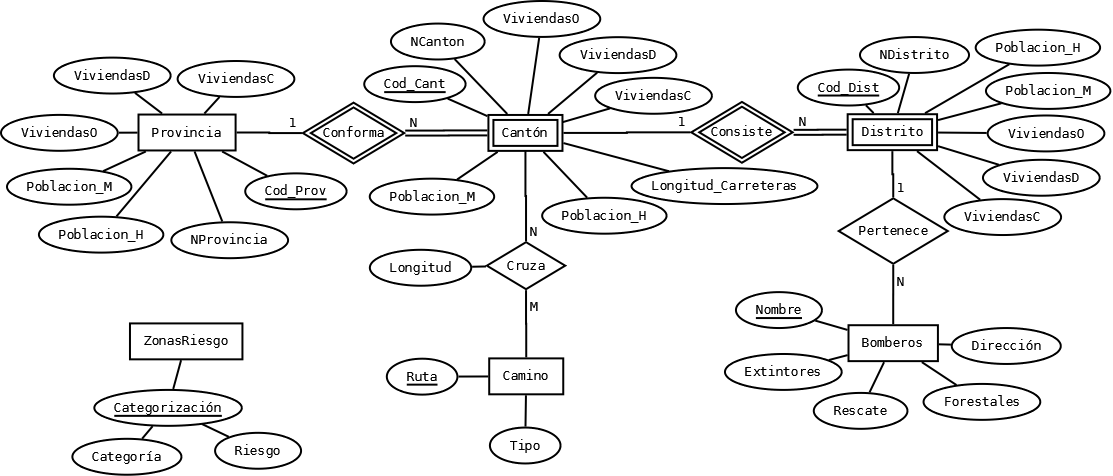 ViviendasO
NCanton
ViviendasD
NDistrito
Poblacion_H
ViviendasD
ViviendasC
Cod_Cant
ViviendasC
Cod_Dist
Poblacion_M
ViviendasO
Provincia
1
Conforma
N
Cantón
1
Consiste
N
Distrito
ViviendasO
Poblacion_M
Cod_Prov
Poblacion_M
Longitud_Carreteras
1
ViviendasD
Poblacion_H
NProvincia
Poblacion_H
ViviendasC
N
Pertenece
Longitud
Cruza
N
M
Nombre
ZonasRiesgo
Bomberos
Dirección
Ruta
Camino
Extintores
Categorización
Rescate
Forestales
Categoría
Riesgo
Tipo